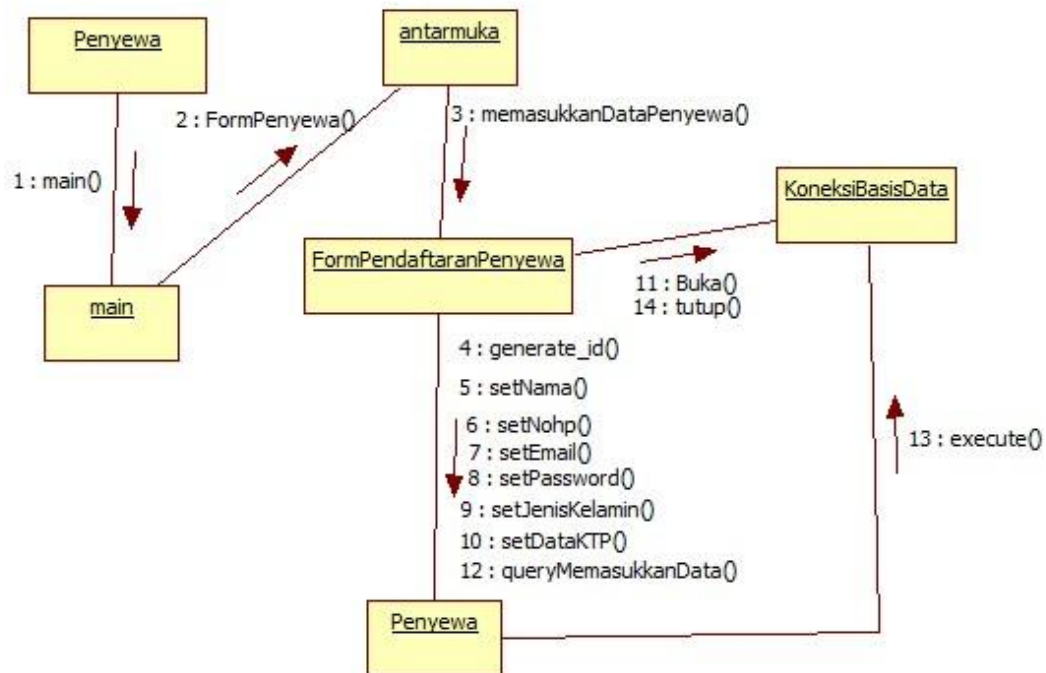 Penyewa
antarmuka
2 : FormPenyewa()
3 : memasukkanDataPenyewa()
1 : main()
KoneksiBasisData
FormPendaftaranPenyewa
11 : Buka()
14 : tutup()
main
4 : generate_id()
5 : setNama()
6 : setNohp()
7 : setEmail()
8 : setPassword()
9 : setJenisKelamin()
10 : setDataKTP()
12 : queryMemasukkanData()
13 : execute()
Penyewa